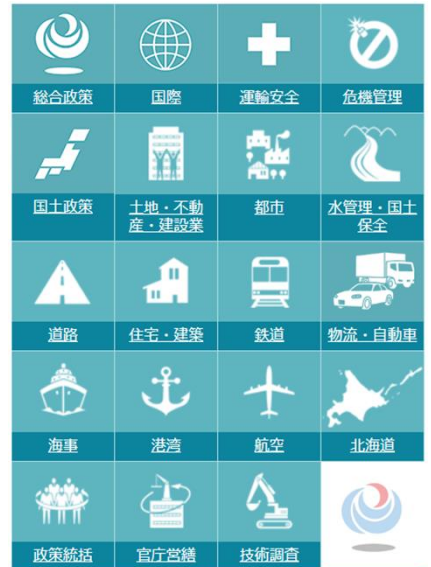 総合政策
国際
運輸安全
危機管理
国土政策
土地・不動
産・建設業
都市
水管理・国土
保全
道路
住宅・建築
鉄道
物流・自動車
海事
港湾
航空
北海道
政策統括
官庁営繕
技術調査